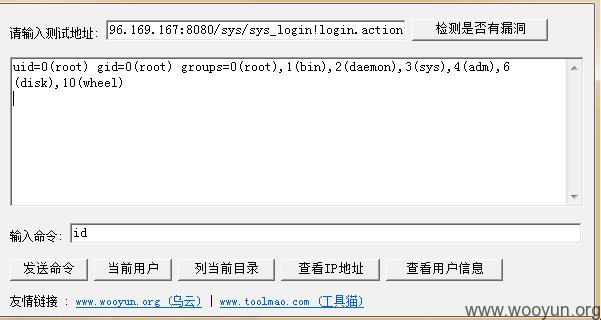 请输入测试地址: 96.169.167:8080/sys/sys_login!login.action 检测是否有漏洞
uid=0(root) gid=0(root) groups=0(root),1(bin),2(daemon),3(sys),4(adm),6
(disk),10(wheel)
输入命令: id
发送命令 当前用户 列当前目录 查看IP地址 查看用户信息
友情链接 : www.wooyun.org (乌云) | www.toolmao.com (工具猫)
www.wooyun.org